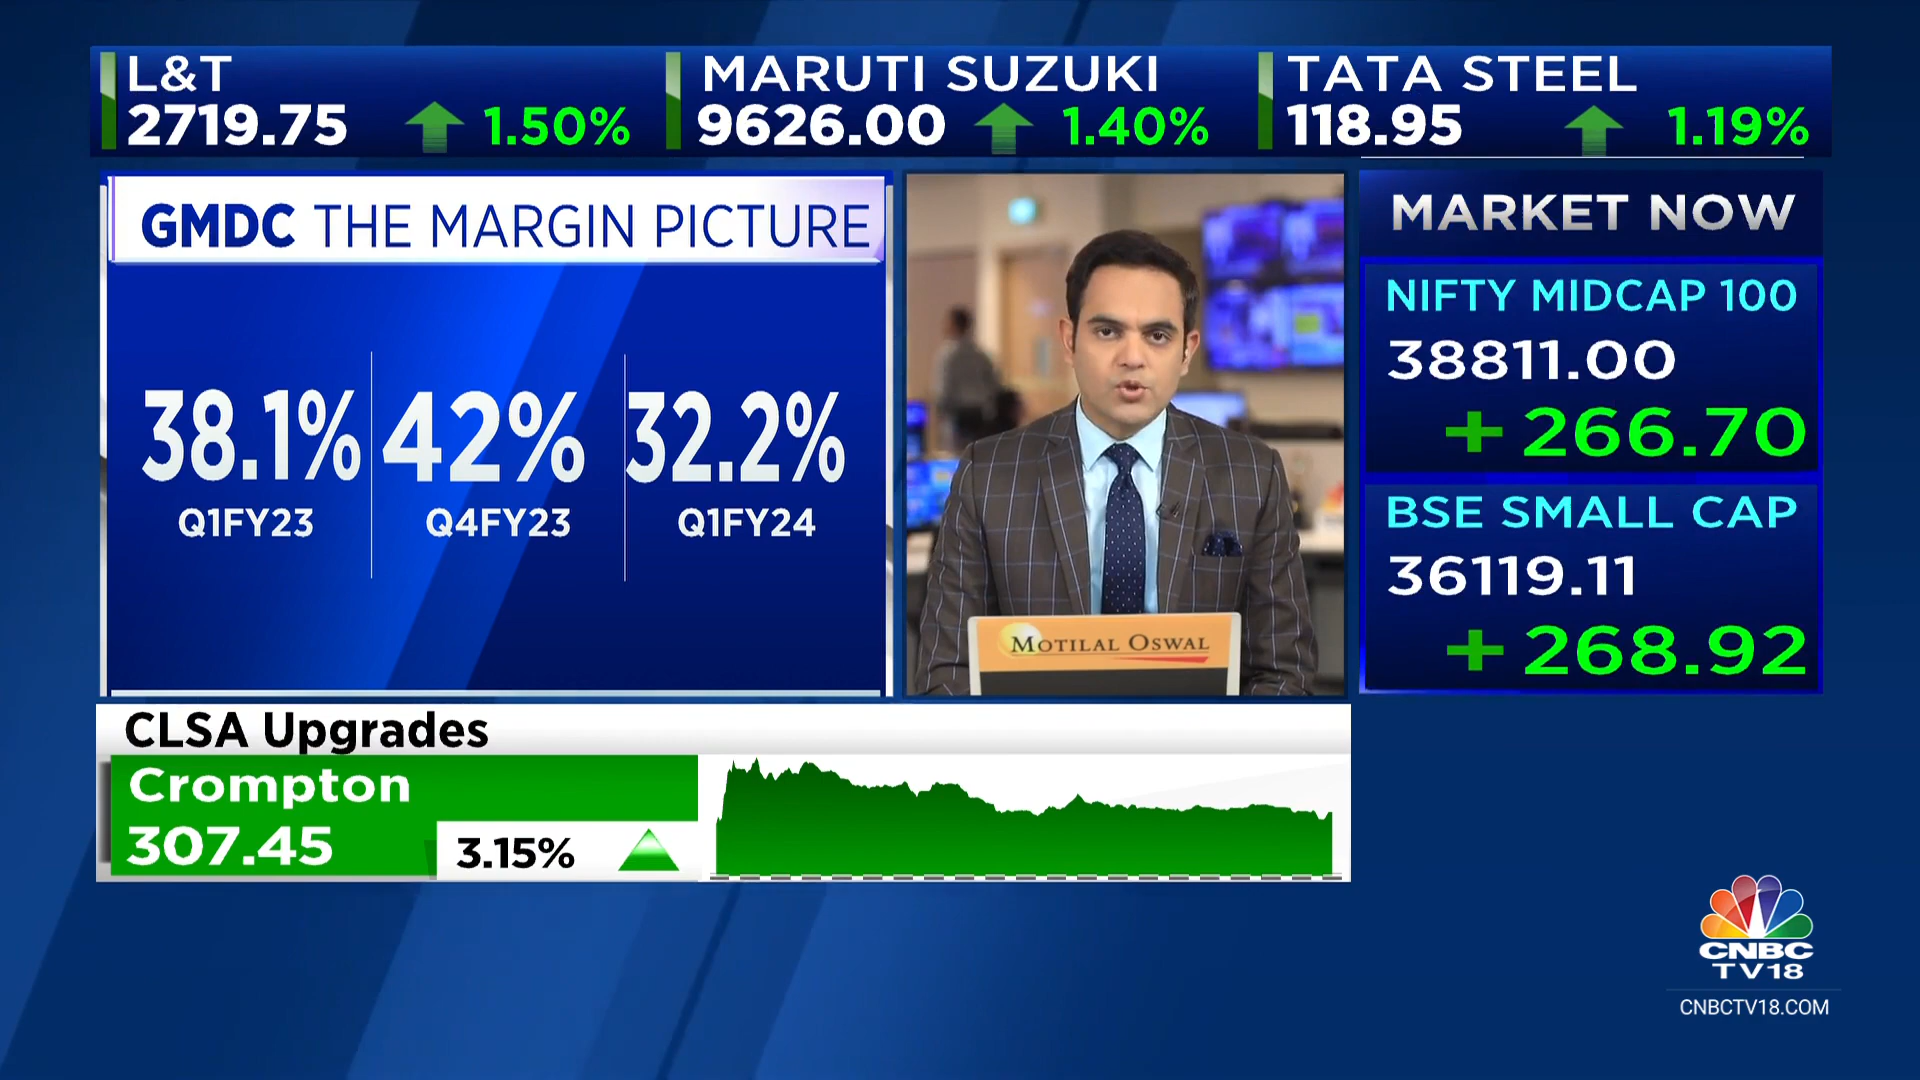 L&T
2719.75 1.50%
MARUTI SUZUKI
9626.00 1.40%
TATA STEEL
118.95 1.19%
GMDC THE MARGIN PICTURE
38.1% 42% 32.2%
Q1FY23 Q4FY23 Q1FY24
MOTILAL OSWAL
MARKET NOW
NIFTY MIDCAP 100
38811.00
+ 266.70
BSE SMALL CAP
36119.11
+ 268.92
CLSA Upgrades
Crompton
307.45
3.15%
CNBC
TV18
CNBCTV18.COM